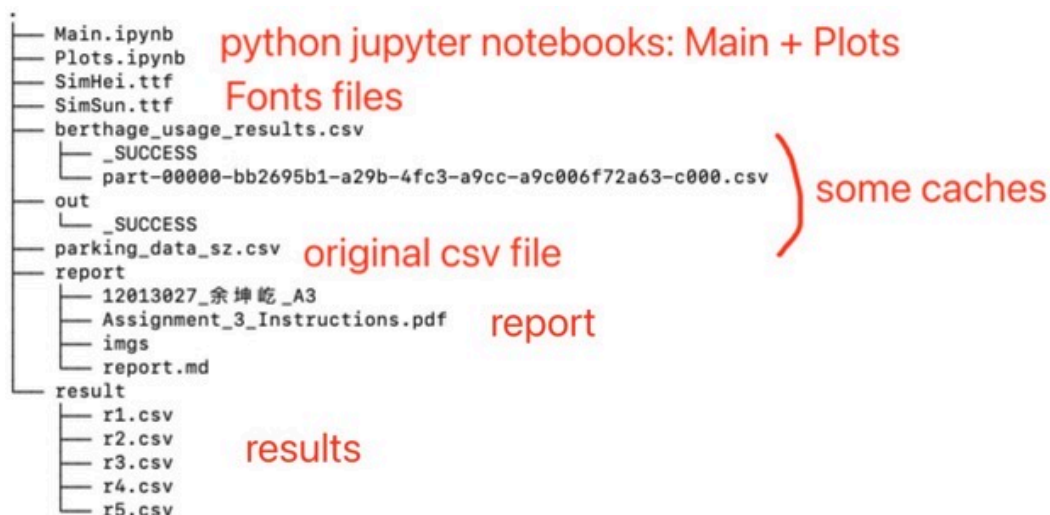 .
├── Main.ipynb
├── Plots.ipynb
python jupyter notebooks: Main + Plots
├── SimHei.ttf
├── SimSun.ttf
Fonts files
├── berthage_usage_results.csv
│   ├── _SUCCESS
│   └── part-00000-bb2695b1-a29b-4fc3-a9cc-a9c006f72a63-c000.csv
├── out
│   └── _SUCCESS
some caches
├── parking_data_sz.csv
original csv file
├── report
│   ├── 12013027_余坤屹_A3
│   ├── Assignment_3_Instructions.pdf
│   ├── imgs
│   └── report.md
report
└── result
    ├── r1.csv
    ├── r2.csv
    ├── r3.csv
    ├── r4.csv
    └── r5.csv
results